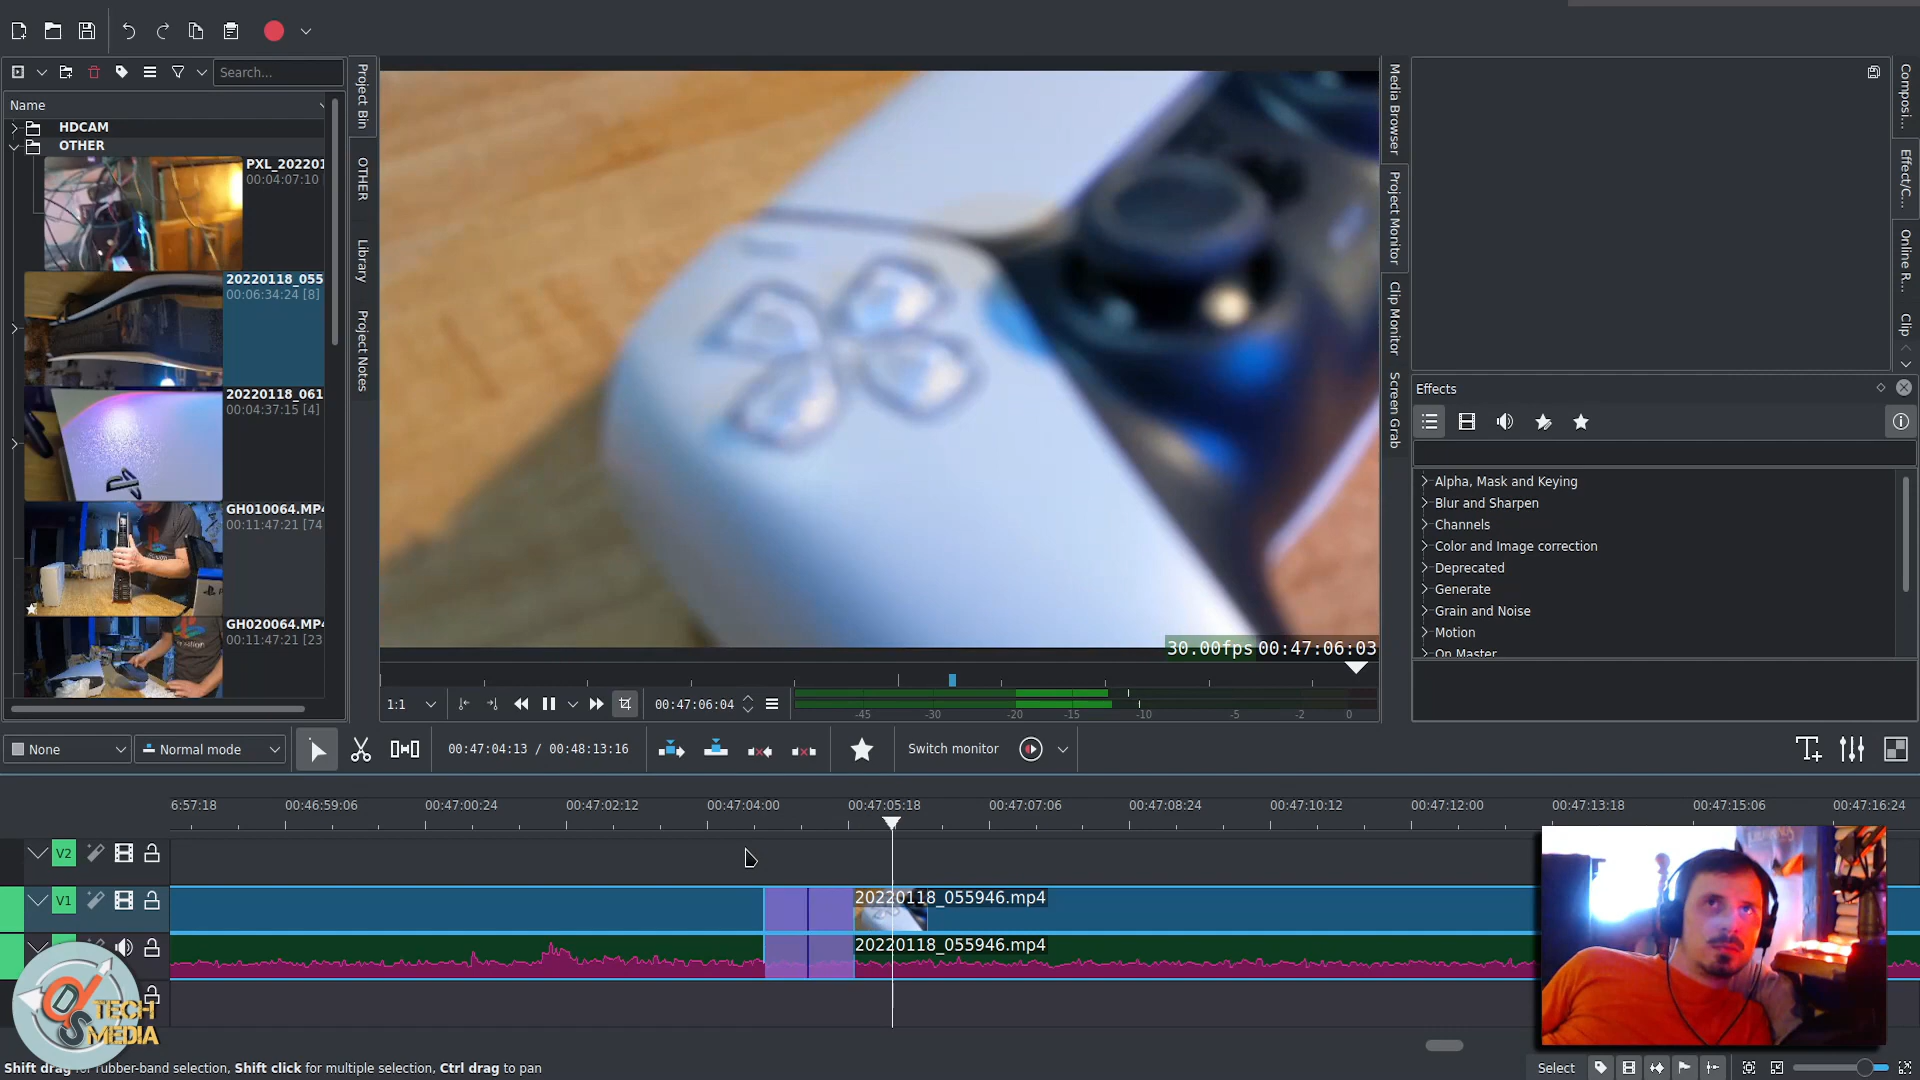 Search...
Name
HDCAM
OTHER
PXL_202201
00:04:07:10
20220118_055
00:06:34:24 [8]
20220118_061
00:04:37:15 [4]
GH010064.MP4
00:11:47:21 [74
GH020064.MP4
00:11:47:21 [23
Project Bin
OTHER
Library
Project Notes
30.00fps 00:47:06:03
1:1
00:47:06:04
-45 -30 -20 -15 -10 -5 -2 0
Media Browser
Project Monitor
Clip Monitor
Screen Grab
Composi...
Effect/C...
Online R...
Clip
Effects
Alpha, Mask and Keying
Blur and Sharpen
Channels
Color and Image correction
Deprecated
Generate
Grain and Noise
Motion
On Master
None
Normal mode
00:47:04:13 / 00:48:13:16
Switch monitor
6:57:18 00:46:59:06 00:47:00:24 00:47:02:12 00:47:04:00 00:47:05:18 00:47:07:06 00:47:08:24 00:47:10:12 00:47:12:00 00:47:13:18 00:47:15:06 00:47:16:24
V2
V1
20220118_055946.mp4
20220118_055946.mp4
TECH
MEDIA
Shift drag for rubber-band selection, Shift click for multiple selection, Ctrl drag to pan
Select